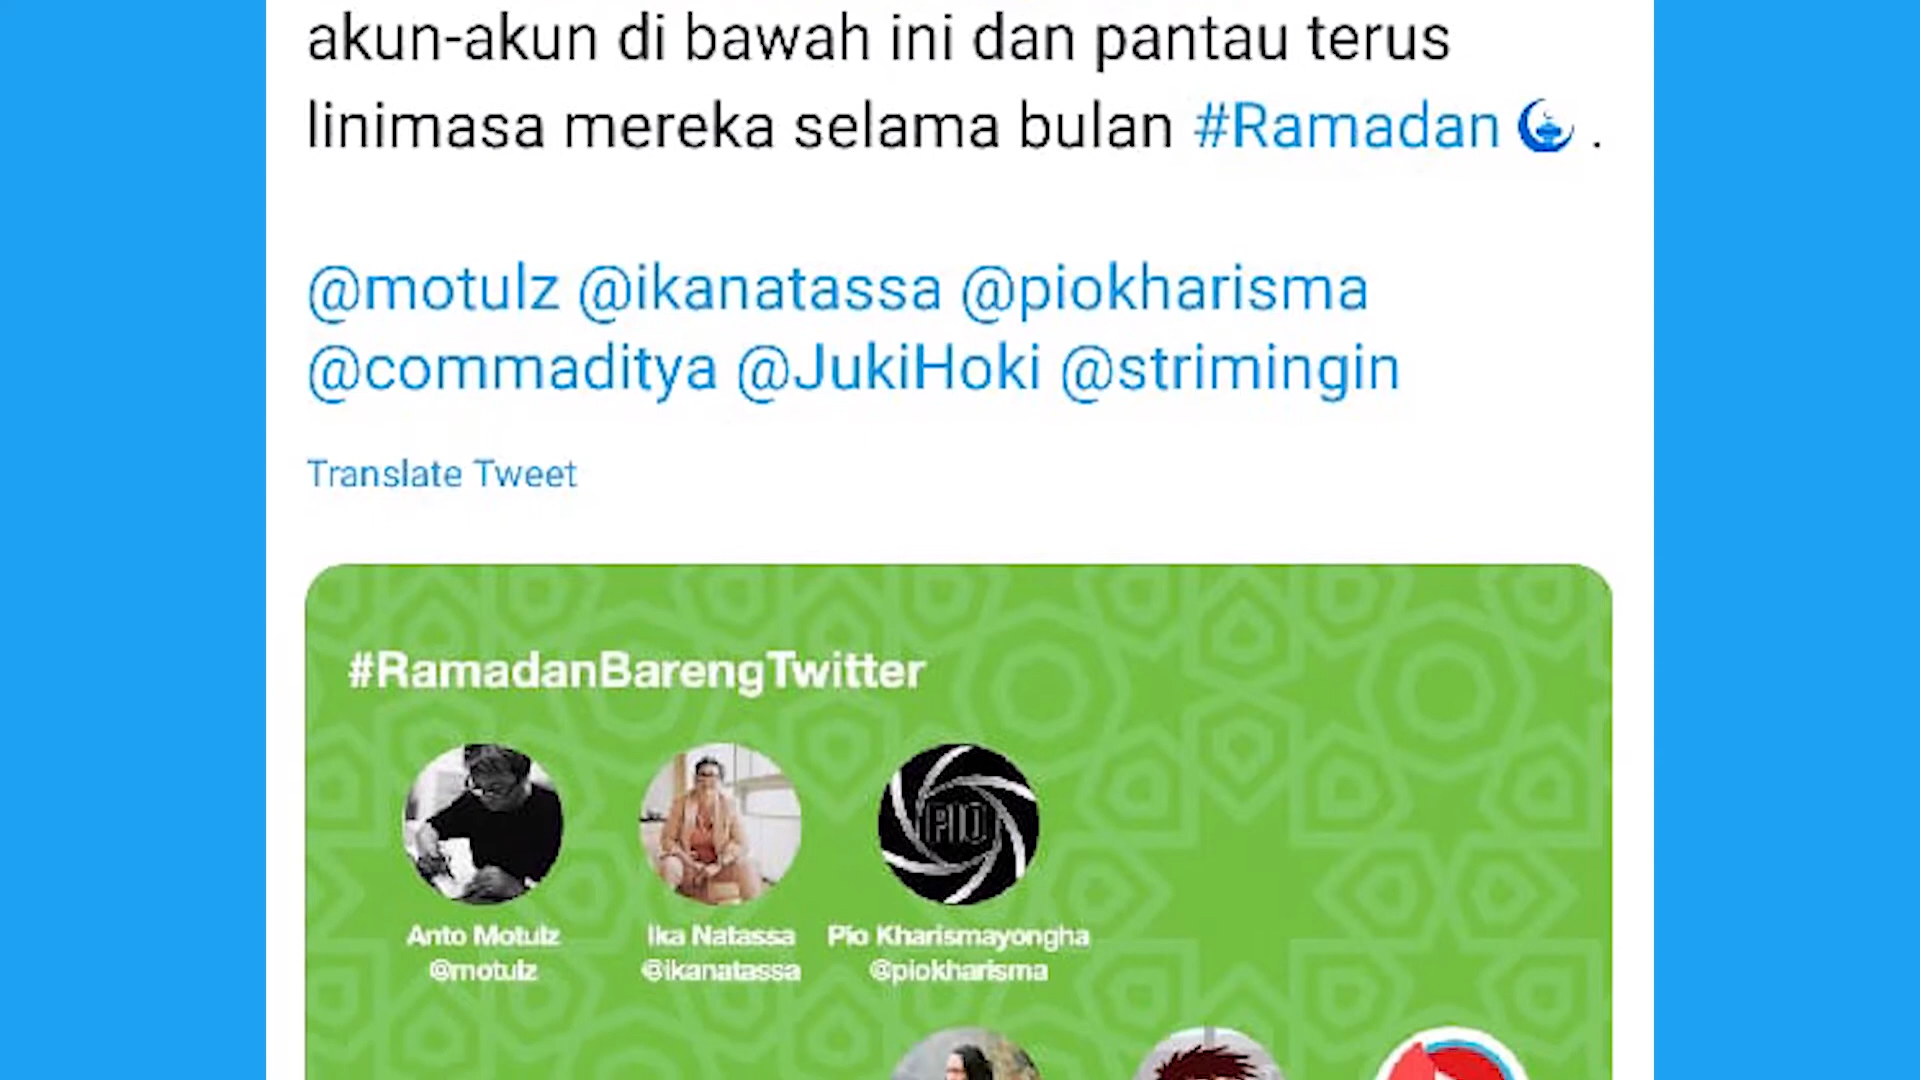 akun-akun di bawah ini dan pantau terus
linimasa mereka selama bulan #Ramadan .
@motulz @ikanatassa @piokharisma
@commaditya @JukiHoki @strimingin
Translate Tweet
#RamadanBarengTwitter
PIO
Anto Motulz
@motulz
Ika Natassa
@ikanatassa
Pio Kharismayongha
@piokharisma